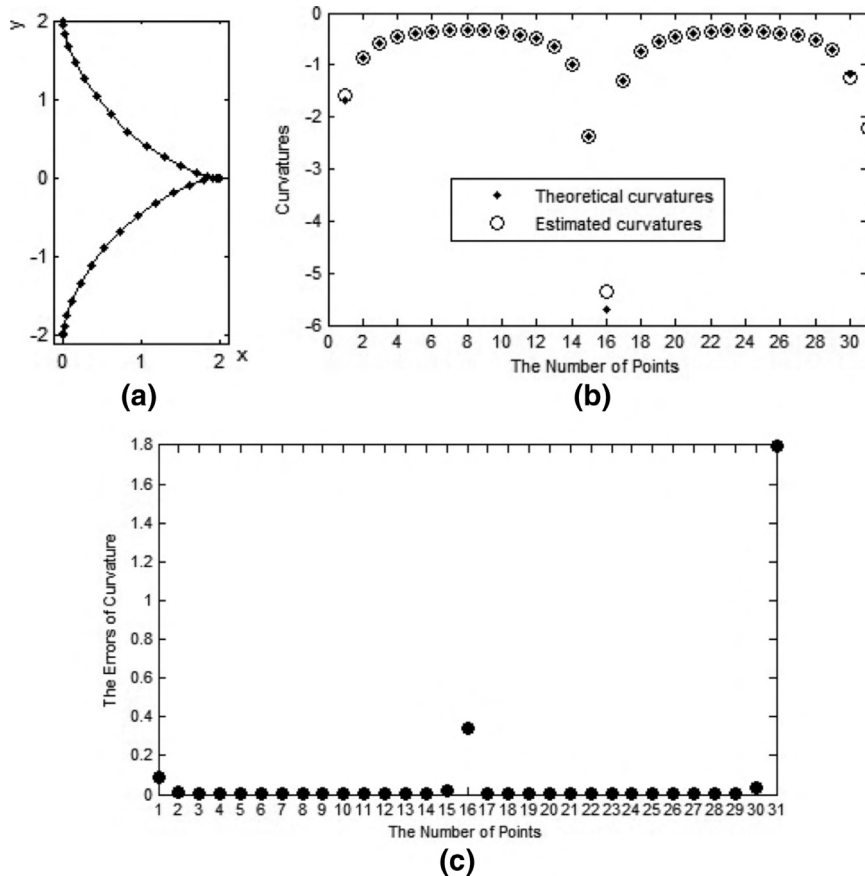 y
2
1
0
-1
-2
0 1 2 x
(a)
-0
-1
-2
-3
-4
-5
-6
Curvatures
Theoretical curvatures
Estimated curvatures
0 2 4 6 8 10 12 14 16 18 20 22 24 26 28 30
The Number of Points
(b)
1.8
1.6
1.4
1.2
1
0.8
0.6
0.4
0.2
0
The Errors of Curvature
1 2 3 4 5 6 7 8 9 10 11 12 13 14 15 16 17 18 19 20 21 22 23 24 25 26 27 28 29 30 31
The Number of Points
(c)